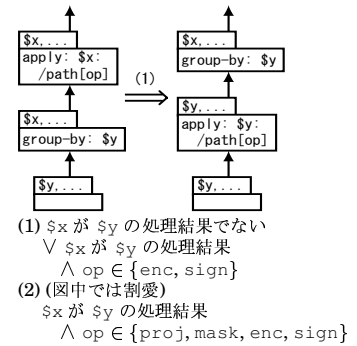 $x,...
apply: $x:
/path[op]
$x,...
group-by: $y
$y,...
(1)
$x,...
group-by: $y
$y,...
apply: $y:
/path[op]
$y,...
(1) $x が $y の処理結果でない
∨ $x が $y の処理結果
∧ op ∈ {enc, sign}
(2) (図中では割愛)
$x が $y の処理結果
∧ op ∈ {proj, mask, enc, sign}